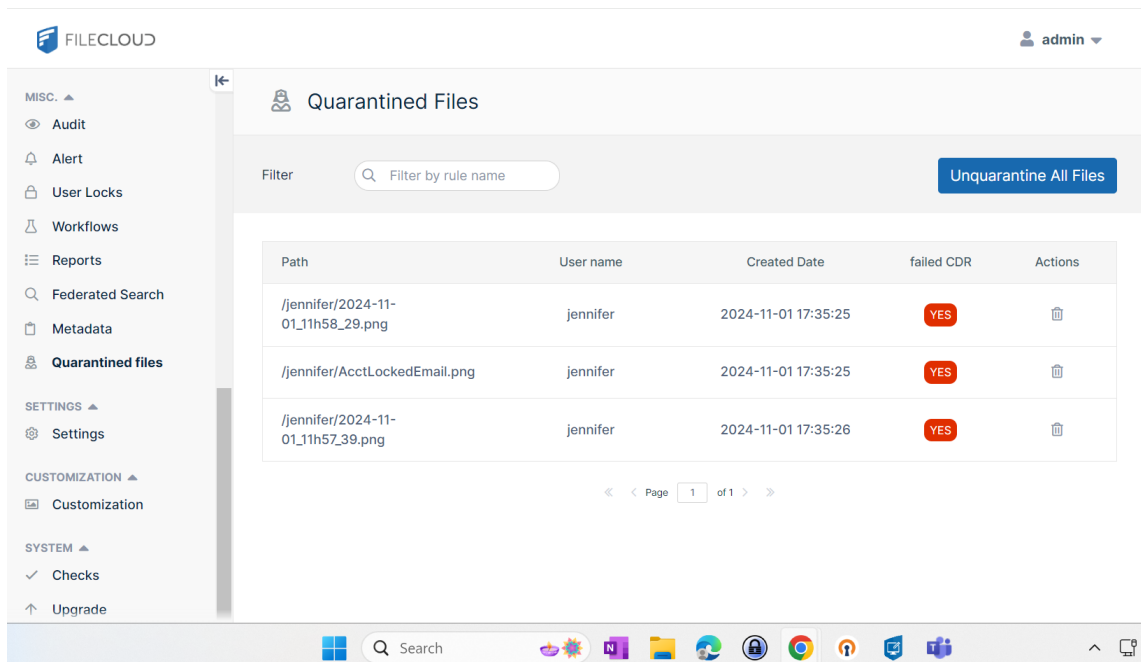 FILECLOUD
admin
MISC.
Audit
Alert
User Locks
Workflows
Reports
Federated Search
Metadata
Quarantined files
SETTINGS
Settings
CUSTOMIZATION
Customization
SYSTEM
Checks
Upgrade
Quarantined Files
Filter
Filter by rule name
Unquarantine All Files
Path User name Created Date failed CDR Actions
/jennifer/2024-11-
01_11h58_29.png
jennifer 2024-11-01 17:35:25 YES
/jennifer/AcctLockedEmail.png jennifer 2024-11-01 17:35:25 YES
/jennifer/2024-11-
01_11h57_39.png
jennifer 2024-11-01 17:35:26 YES
Page 1 of 1
Search